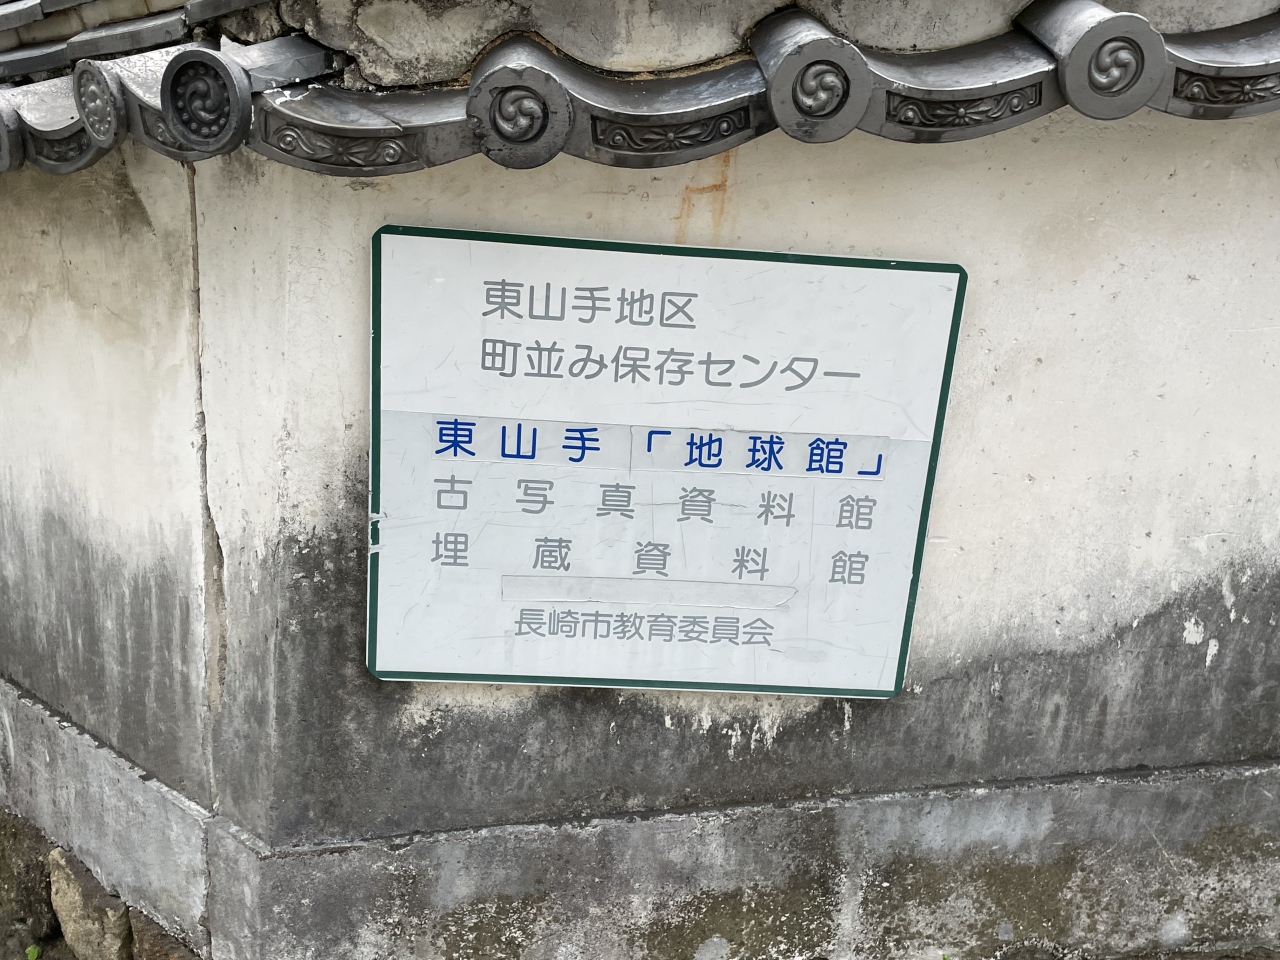 東山手地区
町並み保存センター
東山手「地球館」
古写真資料館
埋蔵資料館
長崎市教育委員会